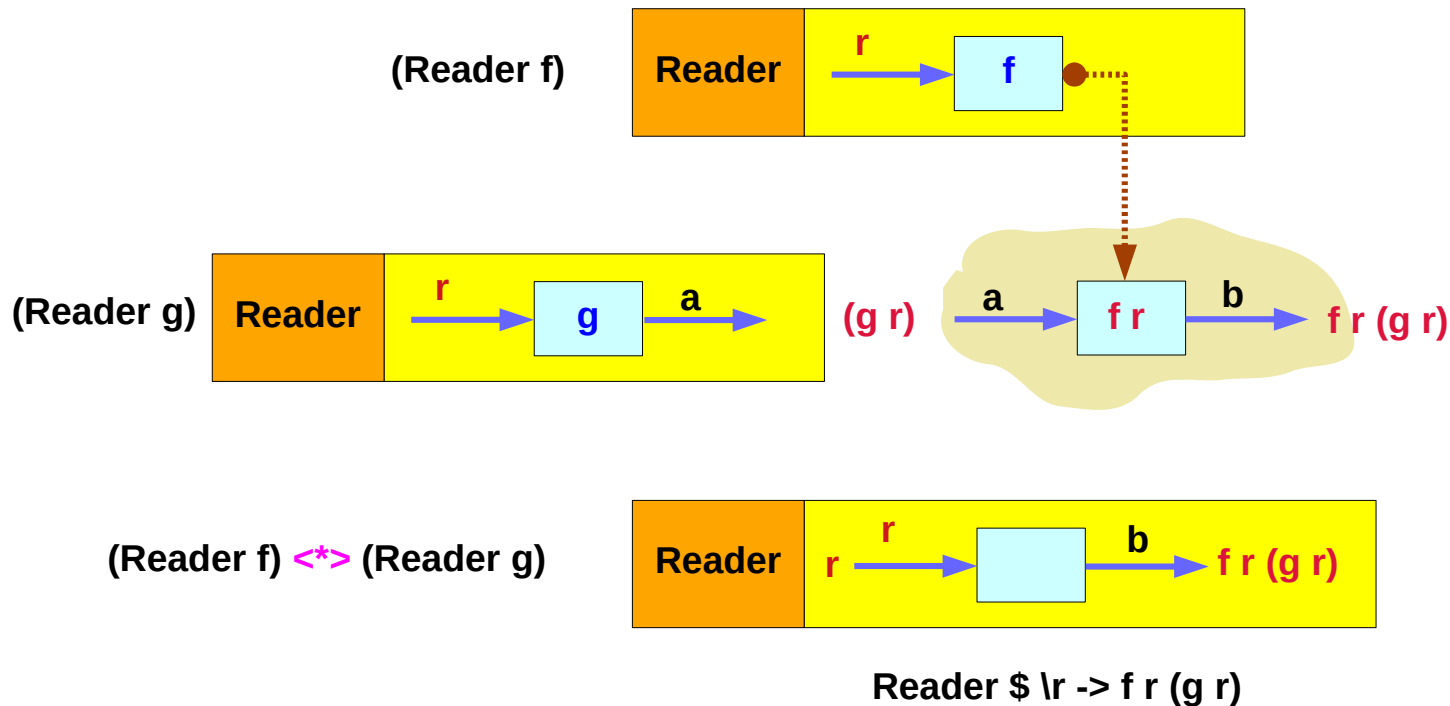 (Reader f) Reader r f
(Reader g) Reader r g a (g r) a f r b f r (g r)
(Reader f) <*> (Reader g) Reader r r b f r (g r)
Reader $ \r -> f r (g r)